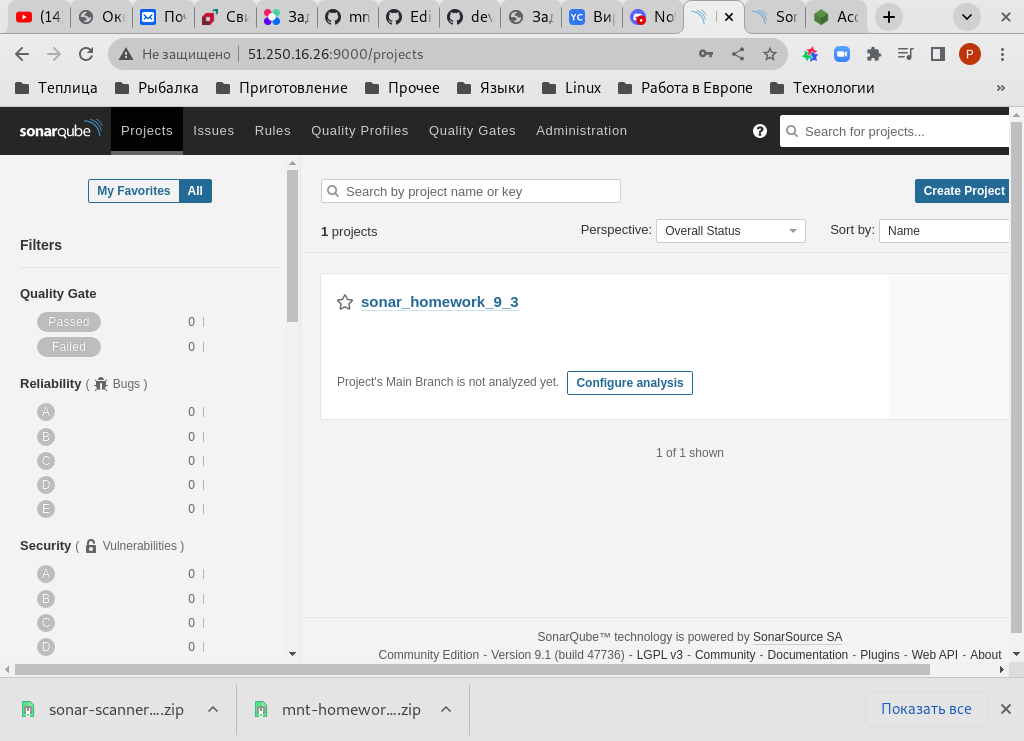 (14
Ок
По
Сви
За
mn
Edi
dev
Зад
YC
Ви
No
So
Acc
Не защищено
51.250.16.26:9000/projects
P
Теплица
Рыбалка
Приготовление
Прочее
Языки
Linux
Работа в Европе
Технологии
»
sonarqube
Projects
Issues
Rules
Quality Profiles
Quality Gates
Administration
?
Search for projects...
My Favorites
All
Search by project name or key
Create Project
1 projects
Perspective:
Overall Status
Sort by:
Name
Filters
Quality Gate
Passed 0
Failed 0
Reliability ( Bugs )
A 0
B 0
C 0
D 0
E 0
Security ( Vulnerabilities )
A 0
B 0
C 0
D 0
sonar_homework_9_3
Project's Main Branch is not analyzed yet.
Configure analysis
1 of 1 shown
SonarQube™ technology is powered by SonarSource SA
Community Edition - Version 9.1 (build 47736) - LGPL v3 - Community - Documentation - Plugins - Web API - About
sonar-scanner....zip
mnt-homewor....zip
Показать все